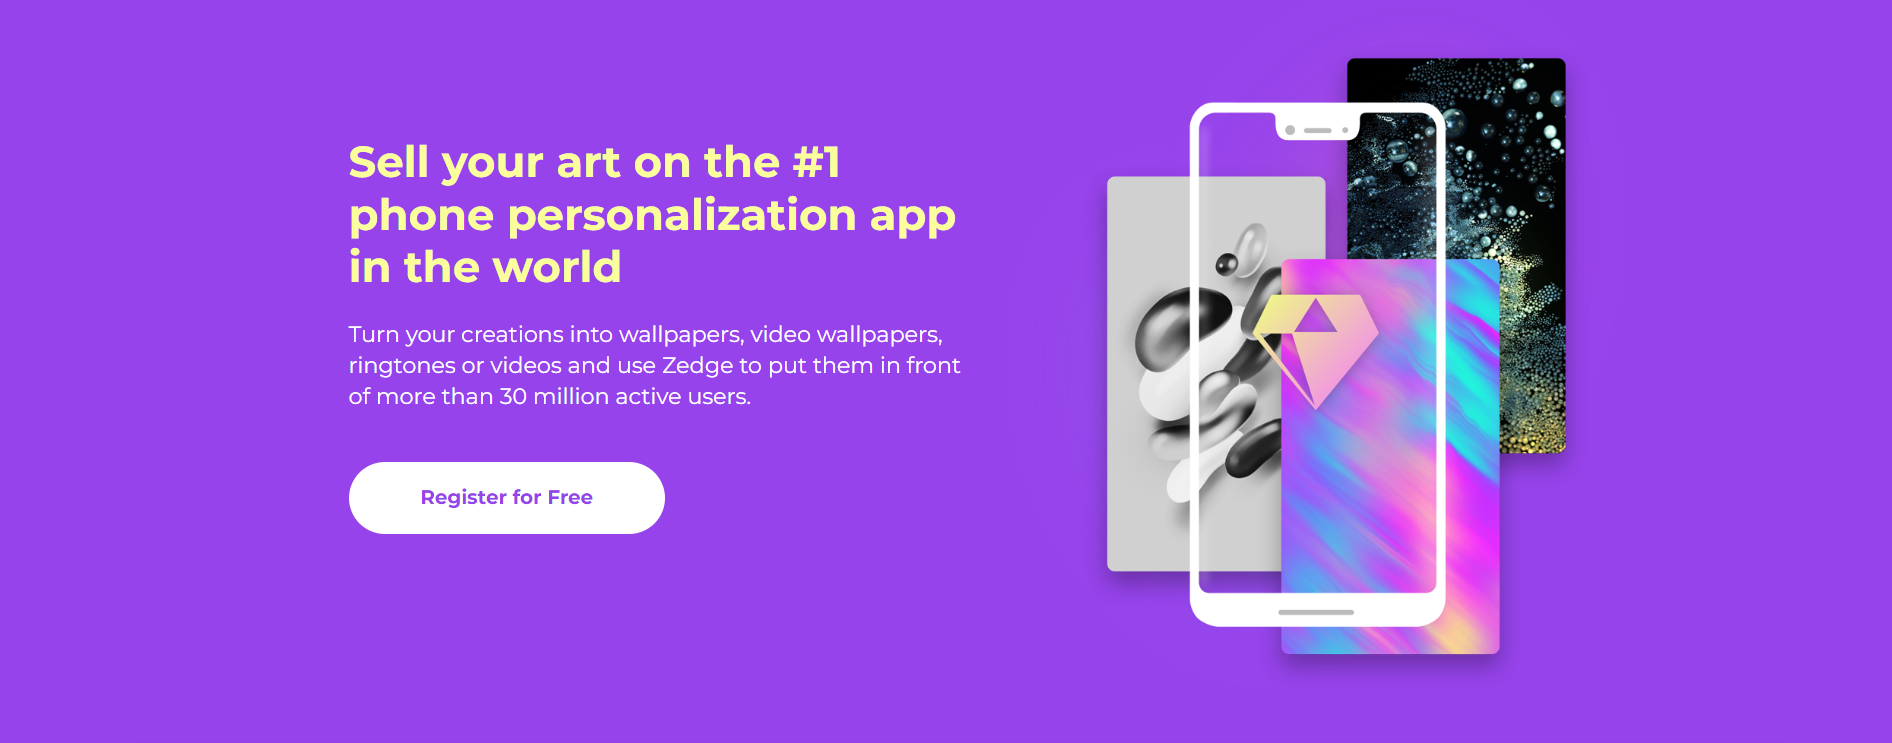 Sell your art on the #1
phone personalization app
in the world
Turn your creations into wallpapers, video wallpapers,
ringtones or videos and use Zedge to put them in front
of more than 30 million active users.
Register for Free